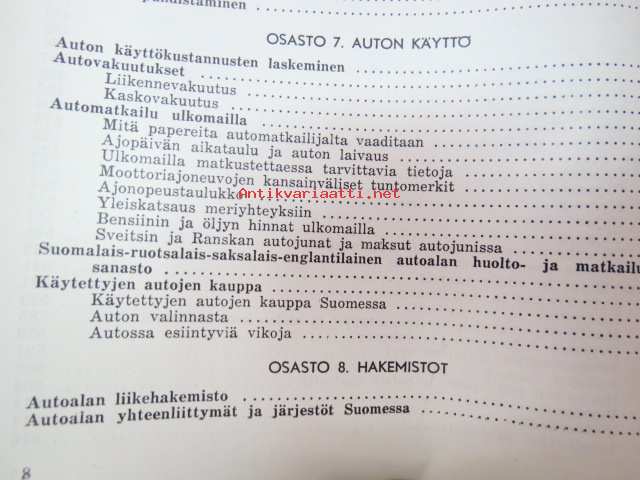 puhdistaminen
OSASTO 7. AUTON KÄYTTÖ
Auton käyttökustannusten laskeminen
Autovakuutukset
Liikennevakuutus
Kaskovakuutus
Automatkailu ulkomailla
Mitä papereita automatkailijalta vaaditaan
Ajopäivän aikataulu ja auton laivaus
Ulkomailla matkustettaessa tarvittavia tietoja
Moottoriajoneuvojen kansainväliset tuntomerkit
Ajonopeustaulukko
Antikvariaatti.net
Yleiskatsaus meriyhteyksiin
Bensiinin ja öljyn hinnat ulkomailla
Sveitsin ja Ranskan autojunat ja maksut autojunissa
Suomalais-ruotsalais-saksalais-englantilainen autoalan huolto- ja matkailu
sanasto
Käytettyjen autojen kauppa
Käytettyjen autojen kauppa Suomessa
Auton valinnasta
Autossa esiintyviä vikoja
OSASTO 8. HAKEMISTOT
Autoalan liikehakemisto
Autoalan yhteenliittymät ja järjestöt Suomessa
8